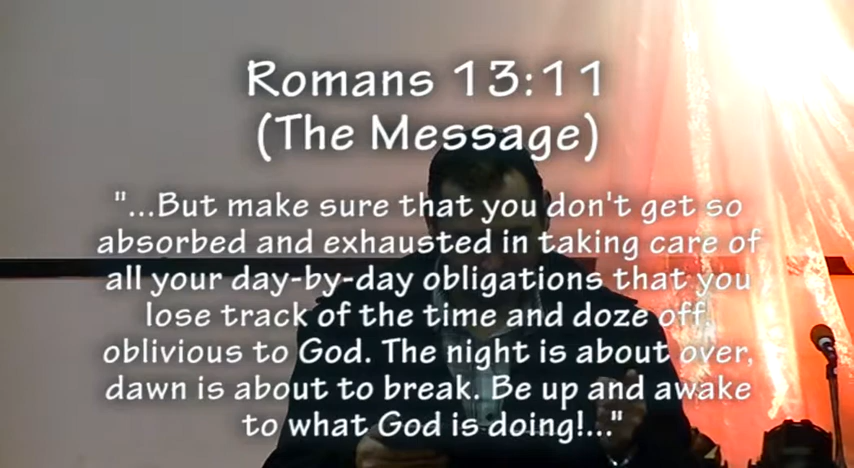 Romans 13:11
(The Message)
"...But make sure that you don't get so
absorbed and exhausted in taking care of
all your day-by-day obligations that you
lose track of the time and doze off,
oblivious to God. The night is about over,
dawn is about to break. Be up and awake
to what God is doing!..."